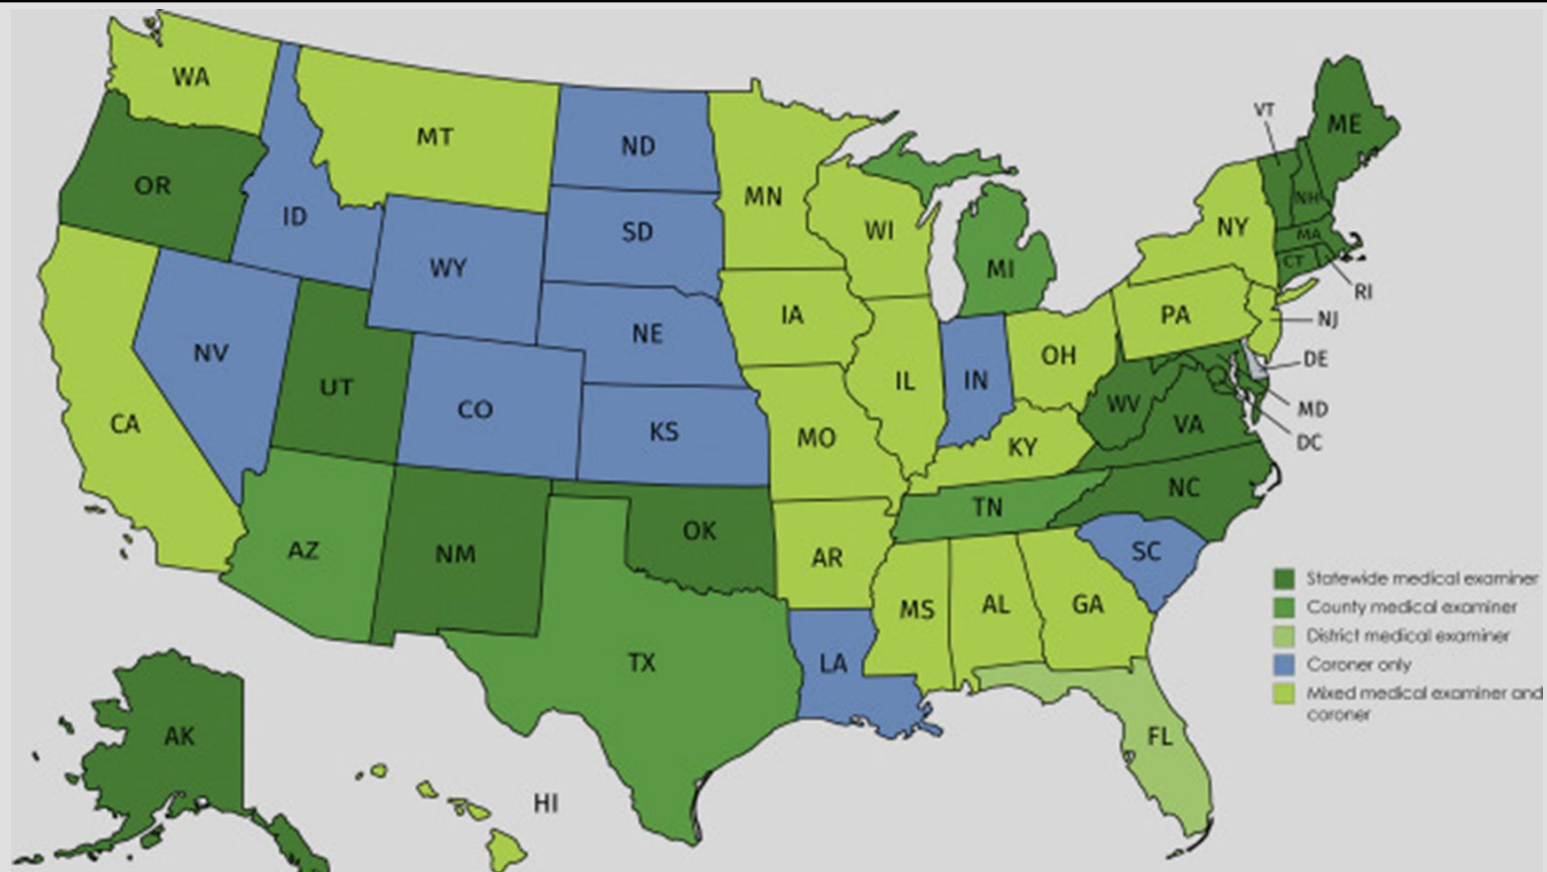 WA
MT
ND
MN
OR
ID
SD
WI
WY
MI
IA
NE
NV
UT
CO
KS
CA
MO
IL
IN
OH
KY
PA
NY
VT
ME
NH
MA
CT
RI
NJ
DE
MD
DC
WV
VA
NC
TN
SC
AZ
NM
OK
AR
TX
LA
MS
AL
GA
FL
AK
HI
Statewide medical examiner
County medical examiner
District medical examiner
Coroner only
Mixed medical examiner and
coroner